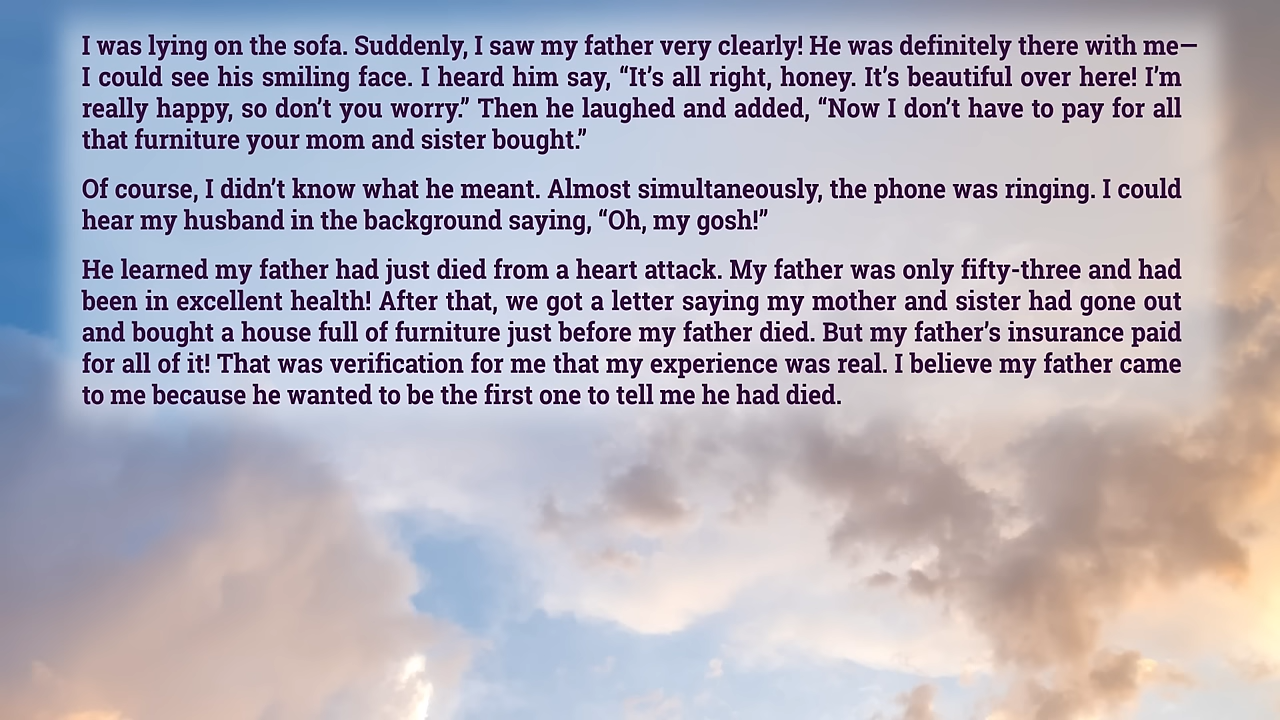 I was lying on the sofa. Suddenly, I saw my father very clearly! He was definitely there with me—
I could see his smiling face. I heard him say, “It’s all right, honey. It’s beautiful over here! I’m
really happy, so don’t you worry.” Then he laughed and added, “Now I don’t have to pay for all
that furniture your mom and sister bought.”
Of course, I didn’t know what he meant. Almost simultaneously, the phone was ringing. I could
hear my husband in the background saying, “Oh, my gosh!”
He learned my father had just died from a heart attack. My father was only fifty-three and had
been in excellent health! After that, we got a letter saying my mother and sister had gone out
and bought a house full of furniture just before my father died. But my father’s insurance paid
for all of it! That was verification for me that my experience was real. I believe my father came
to me because he wanted to be the first one to tell me he had died.